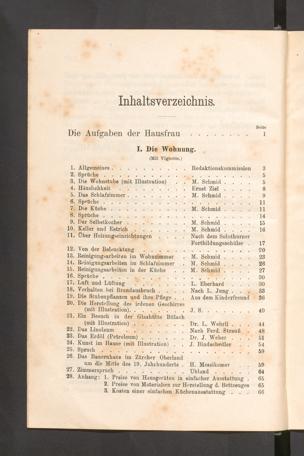 Inhaltsverzeichnis.
Seite
Die Aufgaben der Hausfrau . . . . . . . . 1
I. Die Wohnung.
(Mit Vignette.)
1. Allgemeines . . . . . . . Redaktionskommission 3
2. Sprüche . . . . . . . . 5
3. Die Wohnstube (mit Illustration) M. Schmid . . . . . 5
4. Häuslichkeit . . . . . . Ernst Ziel . . . . . 8
5. Das Schlafzimmer . . . . . M. Schmid . . . . . 9
6. Sprüche . . . . . . . . 11
7. Die Küche . . . . . . . M. Schmid . . . . . 11
8. Sprüche . . . . . . . . 14
9. Der Selbstkocher . . . . . M. Schmid . . . . . 15
10. Keller und Estrich . . . . M. Schmid . . . . . 16
11. Über Heizungseinrichtungen Nach dem Solothurner
Fortbildungsschüler 17
12. Von der Beleuchtung . . . . . . . . 20
13. Reinigungsarbeiten im Wohnzimmer M. Schmid . . . . 23
14. Reinigungsarbeiten im Schlafzimmer M. Schmid . . . . 26
15. Reinigungsarbeiten in der Küche M. Schmid . . . . 27
16. Sprüche . . . . . . . . 30
17. Luft und Lüftung . . . . . L. Eberhard . . . . 30
18. Verhalten bei Brandausbruch . . Nach L. Jung . . . 33
19. Die Stubenpflanzen und ihre Pflege . Aus dem Kinderfreund 36
20. Die Herstellung des irdenen Geschirres
(mit Illustration) . . . . J. S. . . . . . 40
21. Ein Besuch in der Glashütte Bülach
(mit Illustration) . . . . Dr. L. Wehrli . . . 44
22. Das Linoleum . . . . . Nach Ferd. Strauß . . 48
23. Das Erdöl (Petroleum) . . . Dr. J. Weber . . . 51
24. Kunst im Hause (mit Illustration) . J. Bindschedler . . . 54
25. Spruch . . . . . . . . 59
26. Das Bauernhaus im Zürcher Oberland
um die Mitte des 19. Jahrhunderts . H. Messikomer . . . 59
27. Zimmerspruch . . . . . Uhland . . . . . 64
28. Anhang: 1. Preise von Hausgeräten in einfacher Ausstattung . . 65
2. Preise von Materialien zur Herstellung d. Bettzeuges . 65
3. Kosten einer einfachen Küchenausstattung . . . . 66